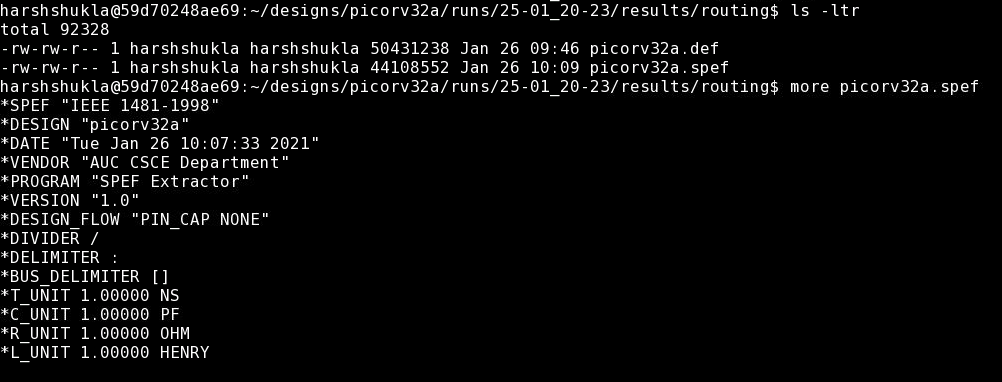 harshshukla@59d70248ae69:~/designs/picorv32a/runs/25-01_20-23/results/routing$ ls -ltr
total 92328
-rw-rw-r-- 1 harshshukla harshshukla 50431238 Jan 26 09:46 picorv32a.def
-rw-rw-r-- 1 harshshukla harshshukla 44108552 Jan 26 10:09 picorv32a.spef
harshshukla@59d70248ae69:~/designs/picorv32a/runs/25-01_20-23/results/routing$ more picorv32a.spef
*SPEF "IEEE 1481-1998"
*DESIGN "picorv32a"
*DATE "Tue Jan 26 10:07:33 2021"
*VENDOR "AUC CSCE Department"
*PROGRAM "SPEF Extractor"
*VERSION "1.0"
*DESIGN_FLOW "PIN_CAP NONE"
*DIVIDER /
*DELIMITER :
*BUS_DELIMITER []
*T_UNIT 1.00000 NS
*C_UNIT 1.00000 PF
*R_UNIT 1.00000 OHM
*L_UNIT 1.00000 HENRY